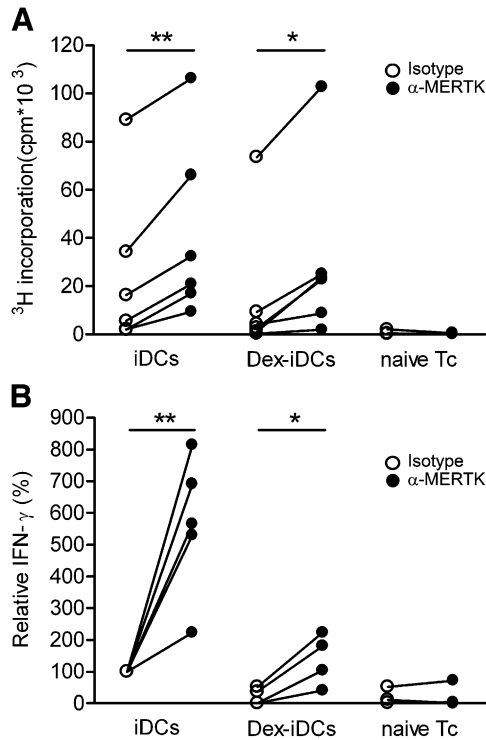 A
120
100
80
60
40
20
0
³H incorporation(cpm*10³)
** *
Isotype
α-MERTK
iDCs Dex-iDCs naive Tc
B
900
800
700
600
500
400
300
200
100
0
Relative IFN-γ (%)
** *
Isotype
α-MERTK
iDCs Dex-iDCs naive Tc